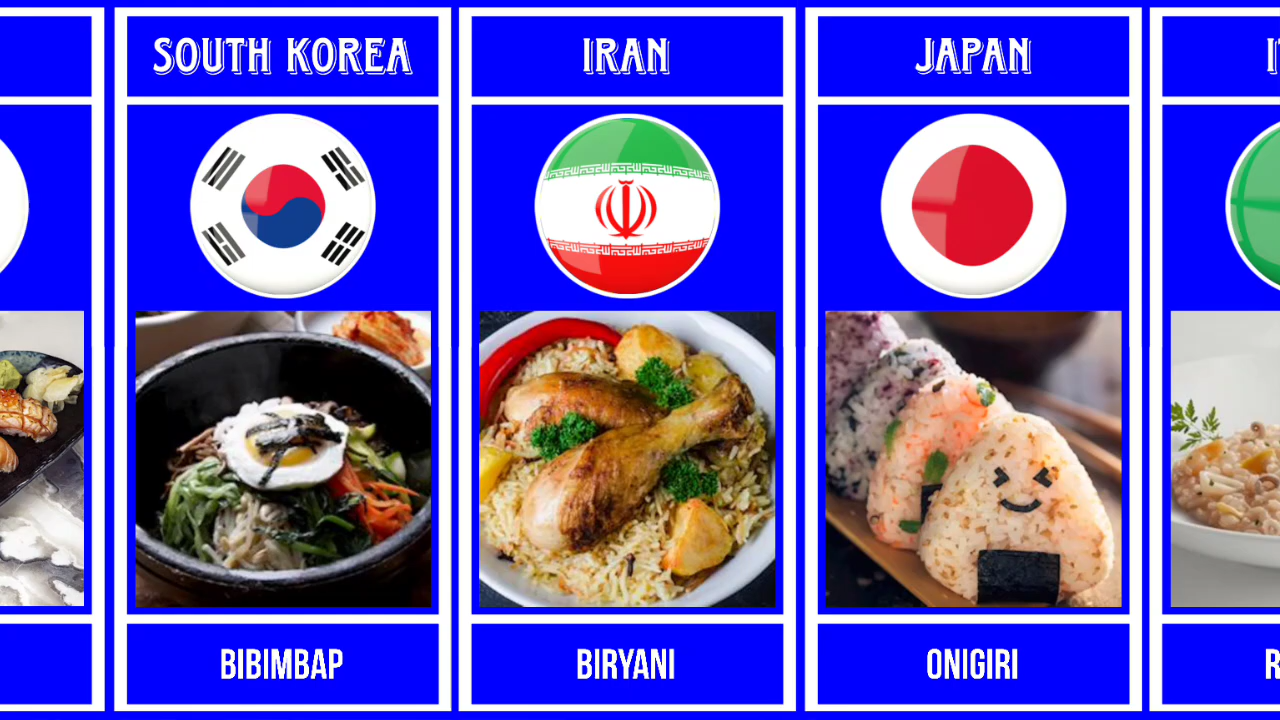 SOUTH KOREA
IRAN
JAPAN
BIBIMBAP
BIRYANI
ONIGIRI